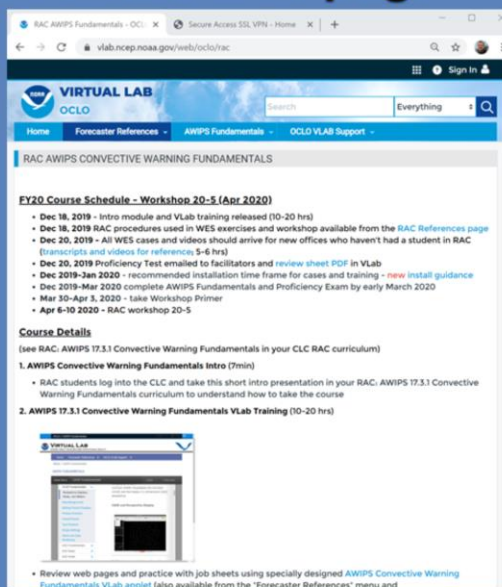 RAC AWIPS Fundamentals - OCL
Secure Access SSL VPN - Home
vlab.ncep.noaa.gov/web/oclo/rac
Sign In
VIRTUAL LAB
OCLO
Search
Everything
Home
Forecaster References
AWIPS Fundamentals
OCLO VLAB Support
RAC AWIPS CONVECTIVE WARNING FUNDAMENTALS
FY20 Course Schedule - Workshop 20-5 (Apr 2020)
• Dec 18, 2019 - Intro module and VLab training released (10-20 hrs)
• Dec 18, 2019 RAC procedures used in WES exercises and workshop available from the RAC References page
• Dec 20, 2019 - All WES cases and videos should arrive for new offices who haven't had a student in RAC
(transcripts and videos for reference; 5-6 hrs)
• Dec 20, 2019 Proficiency Test emailed to facilitators and review sheet PDF in VLab
• Dec 2019-Jan 2020 - recommended installation time frame for cases and training - new install guidance
• Dec 2019-Mar 2020 complete AWIPS Fundamentals and Proficiency Exam by early March 2020
• Mar 30-Apr 3, 2020 - take Workshop Primer
• Apr 6-10 2020 - RAC workshop 20-5
Course Details
(see RAC: AWIPS 17.3.1 Convective Warning Fundamentals in your CLC RAC curriculum)
1. AWIPS Convective Warning Fundamentals Intro (7min)
• RAC students log into the CLC and take this short intro presentation in your RAC: AWIPS 17.3.1 Convective
Warning Fundamentals curriculum to understand how to take the course
2. AWIPS 17.3.1 Convective Warning Fundamentals VLab Training (10-20 hrs)
VIRTUAL LAB
• Review web pages and practice with job sheets using specially designed AWIPS Convective Warning
Fundamentals VLab applet (also available from the "Forecaster References" menu and